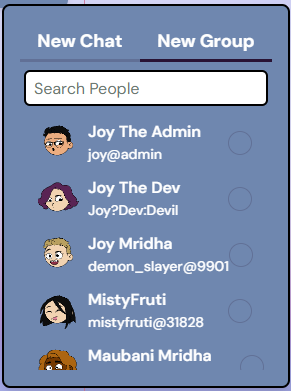 New Chat New Group
Search People
Joy The Admin
joy@admin
Joy The Dev
Joy?Dev:Devil
Joy Mridha
demon_slayer@9901
MistyFruti
mistyfruti@31828
Maubani Mridha